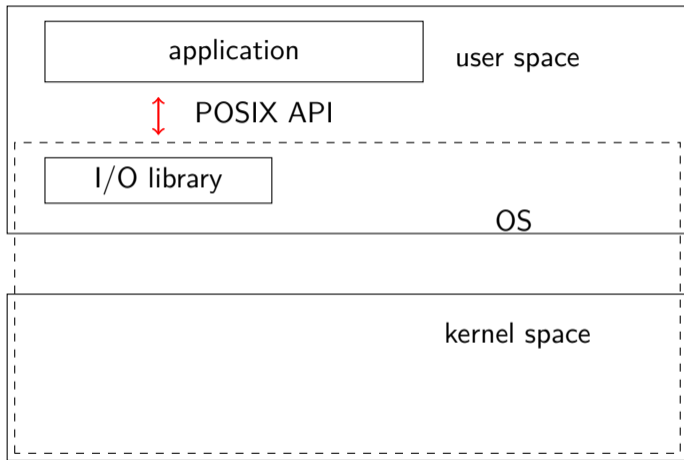 application
user space
POSIX API
I/O library
OS
kernel space